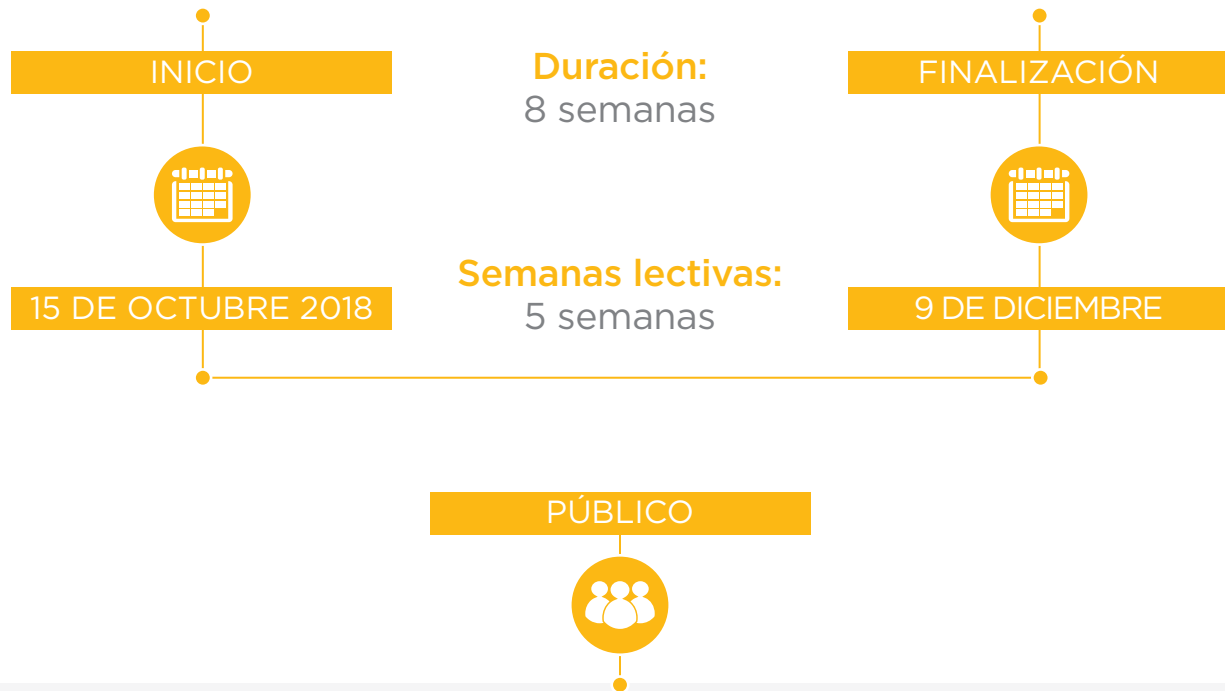 INICIO
Duración:
8 semanas
FINALIZACIÓN
15 DE OCTUBRE 2018
Semanas lectivas:
5 semanas
9 DE DICIEMBRE
PÚBLICO